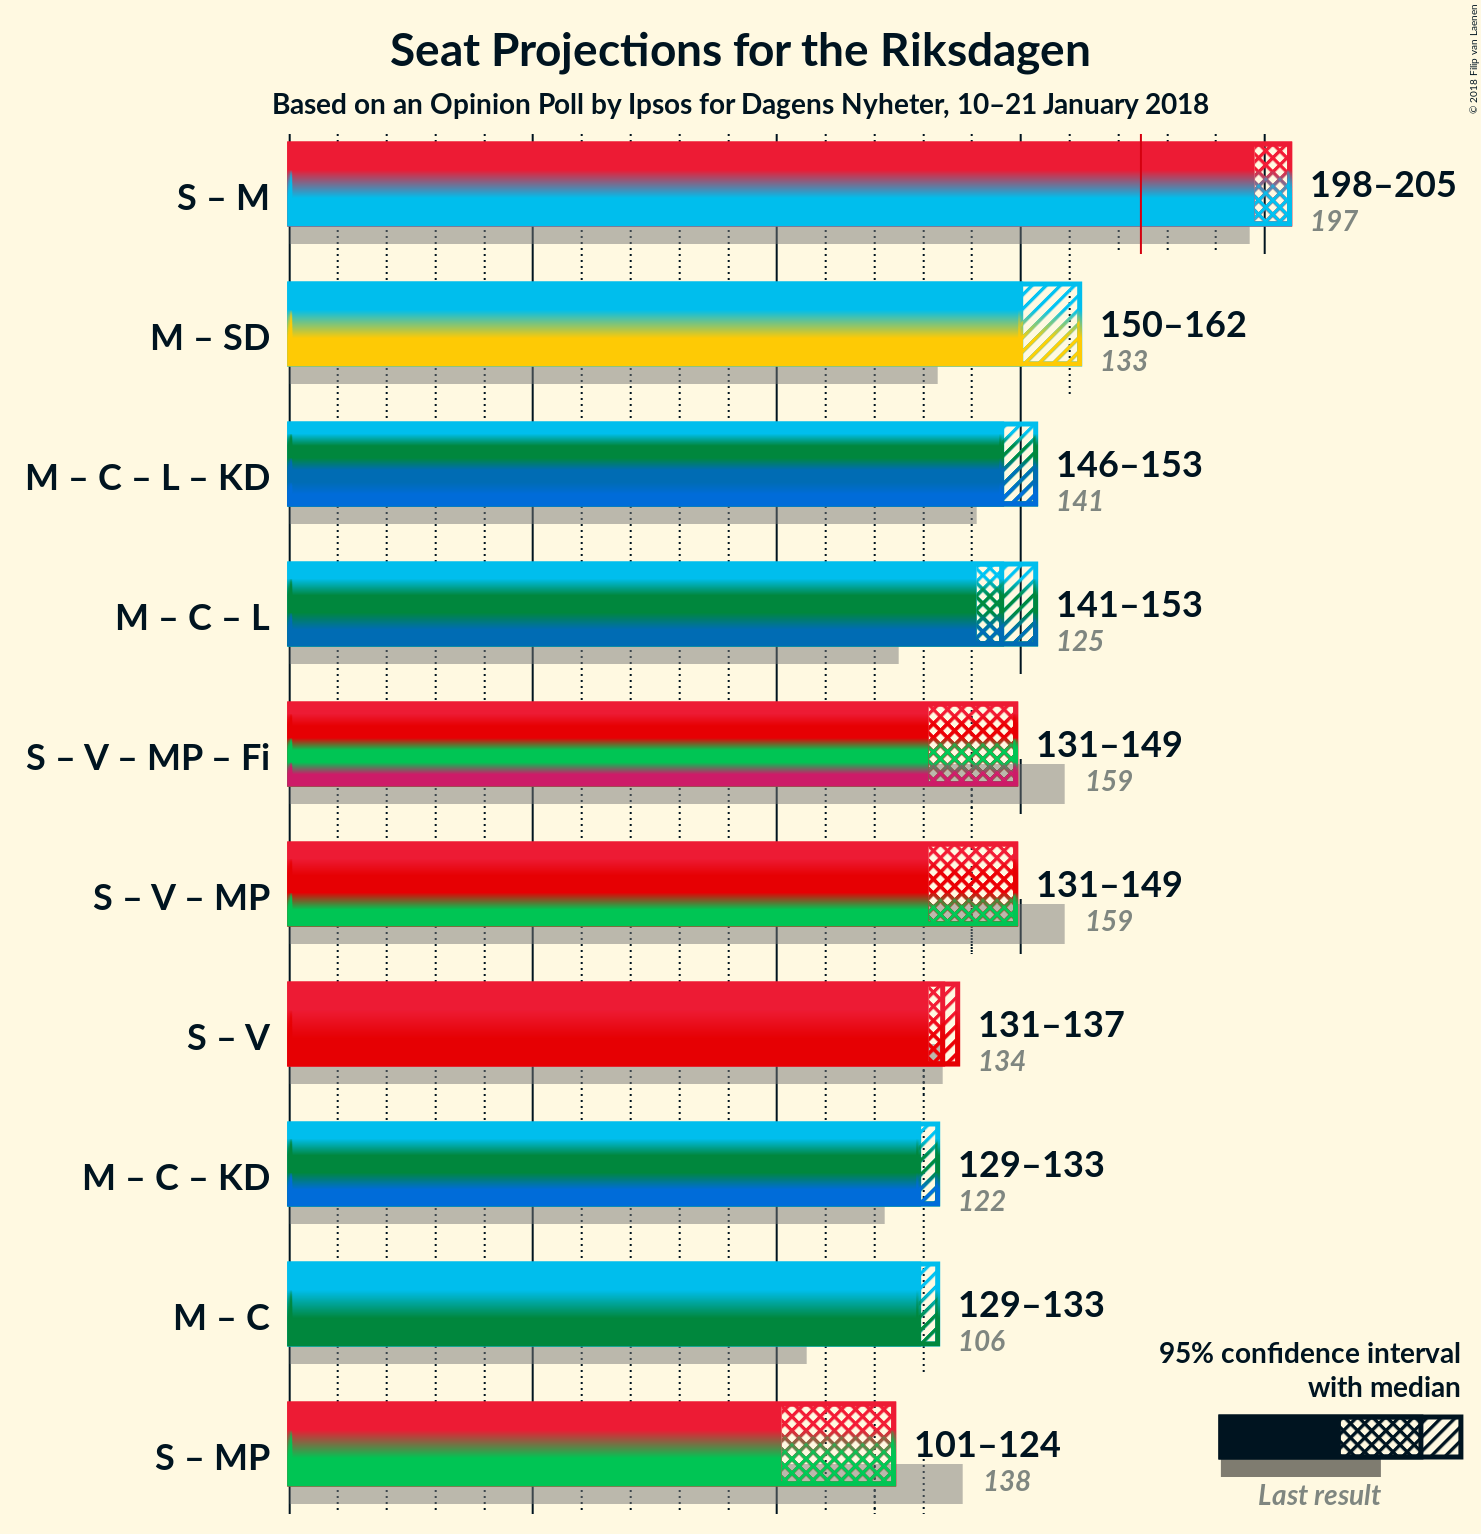 Seat Projections for the Riksdagen
Based on an Opinion Poll by Ipsos for Dagens Nyheter, 10–21 January 2018
© 2018 Filip van Laenen
S – M
198–205
197
M – SD
150–162
133
M – C – L – KD
146–153
141
M – C – L
141–153
125
S – V – MP – Fi
131–149
159
S – V – MP
131–149
159
S – V
131–137
134
M – C – KD
129–133
122
M – C
129–133
106
S – MP
101–124
138
95% confidence interval
with median
Last result